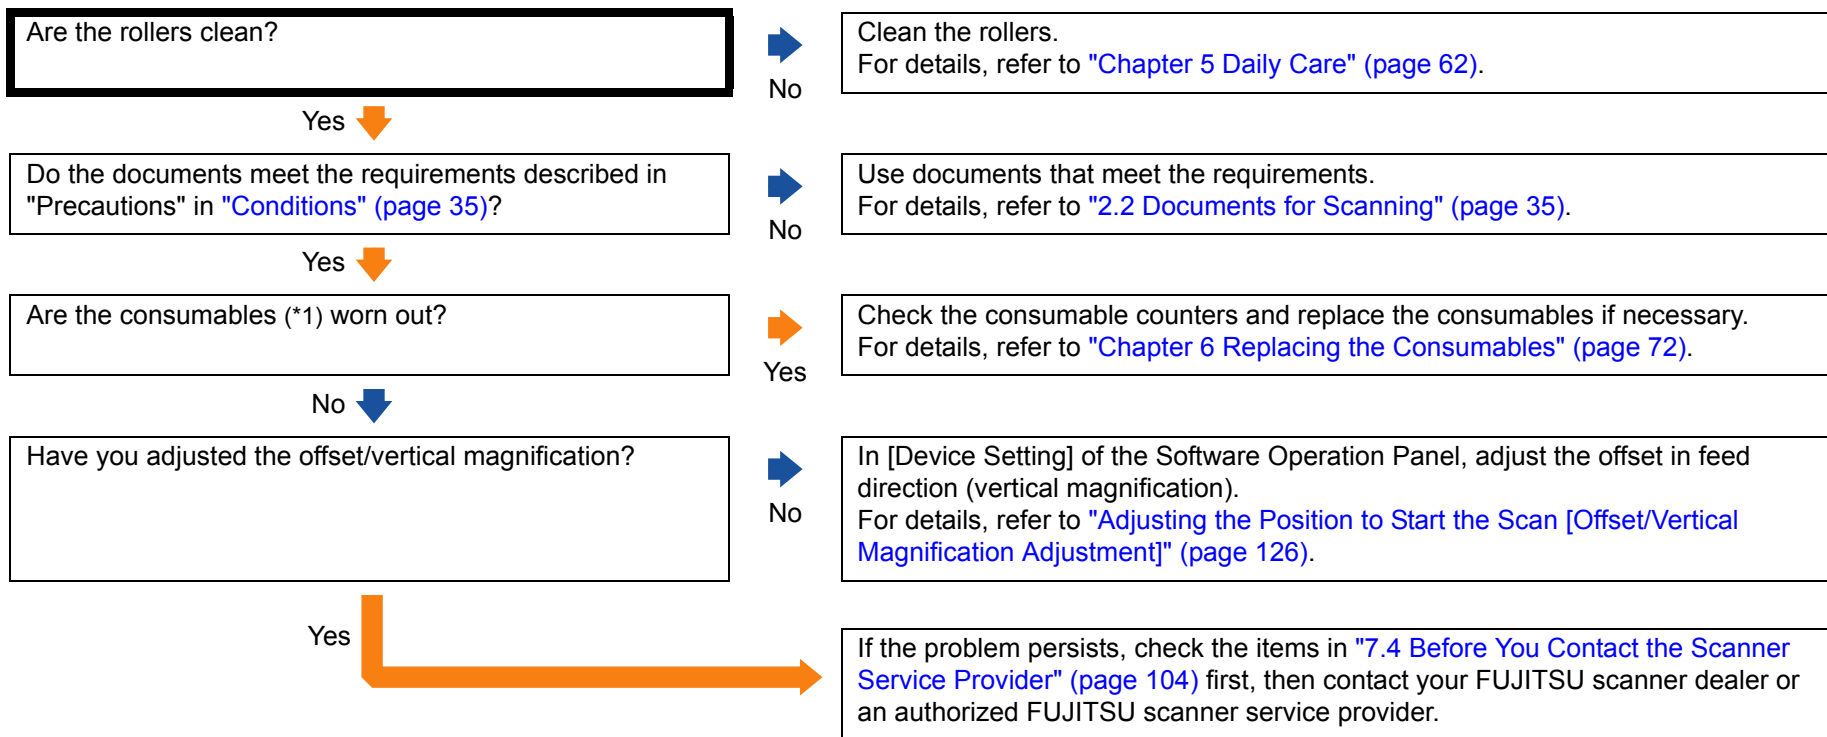 Are the rollers clean?
No
Clean the rollers.
For details, refer to "Chapter 5 Daily Care" (page 62).
Yes
Do the documents meet the requirements described in
"Precautions" in "Conditions" (page 35)?
No
Use documents that meet the requirements.
For details, refer to "2.2 Documents for Scanning" (page 35).
Yes
Are the consumables (*1) worn out?
Yes
Check the consumable counters and replace the consumables if necessary.
For details, refer to "Chapter 6 Replacing the Consumables" (page 72).
No
Have you adjusted the offset/vertical magnification?
No
In [Device Setting] of the Software Operation Panel, adjust the offset in feed
direction (vertical magnification).
For details, refer to "Adjusting the Position to Start the Scan [Offset/Vertical
Magnification Adjustment]" (page 126).
Yes
If the problem persists, check the items in "7.4 Before You Contact the Scanner
Service Provider" (page 104) first, then contact your FUJITSU scanner dealer or
an authorized FUJITSU scanner service provider.